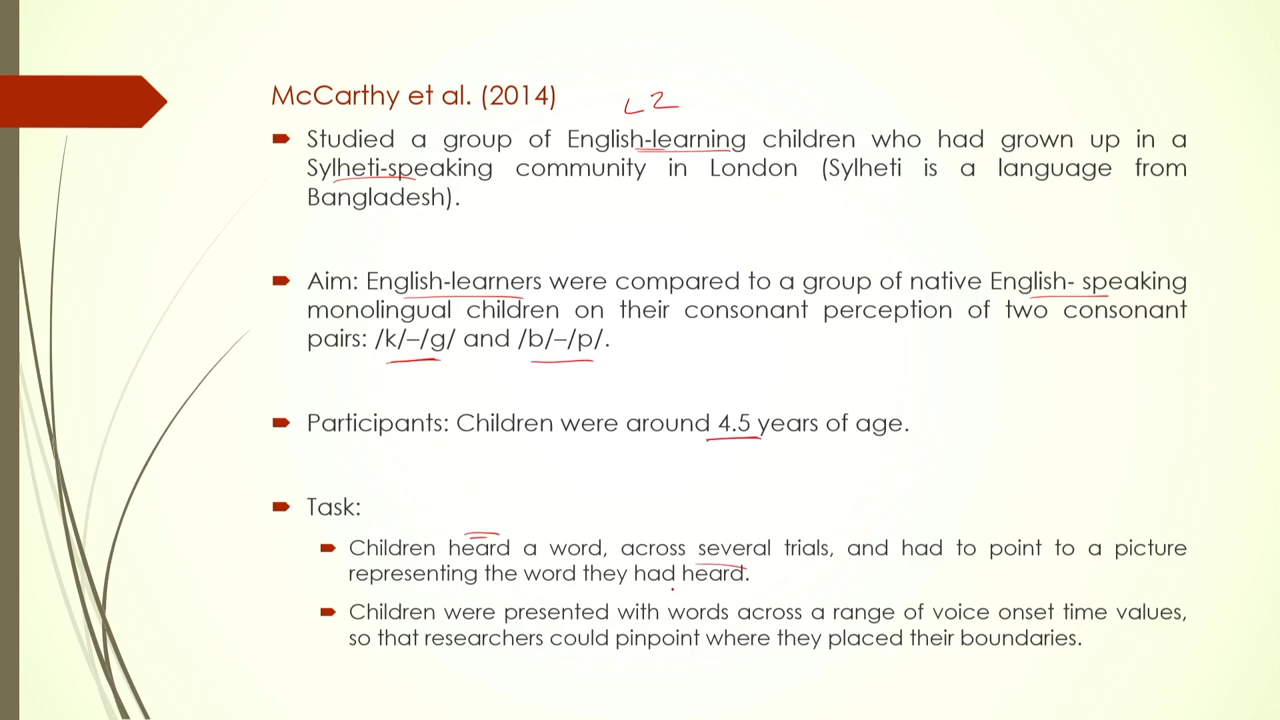 McCarthy et al. (2014)
L2
Studied a group of English-learning children who had grown up in a
Sylheti-speaking community in London (Sylheti is a language from
Bangladesh).
Aim: English-learners were compared to a group of native English- speaking
monolingual children on their consonant perception of two consonant
pairs: /k/–/g/ and /b/–/p/.
Participants: Children were around 4.5 years of age.
Task:
Children heard a word, across several trials, and had to point to a picture
representing the word they had heard.
Children were presented with words across a range of voice onset time values,
so that researchers could pinpoint where they placed their boundaries.